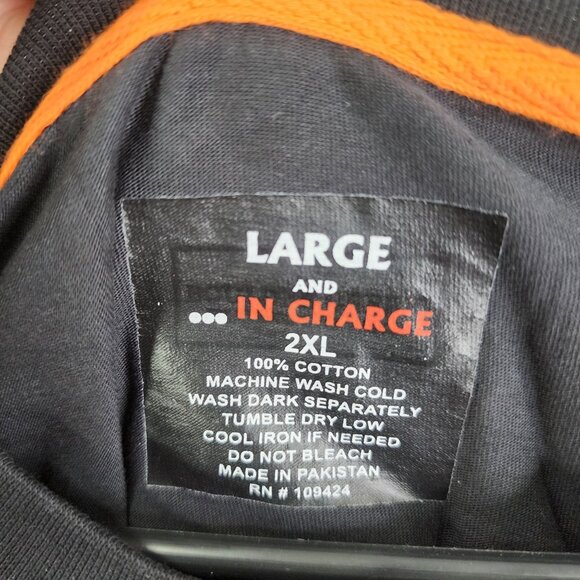 LARGE
AND
...IN CHARGE
2XL
100% COTTON
MACHINE WASH COLD
WASH DARK SEPARATELY
TUMBLE DRY LOW
COOL IRON IF NEEDED
DO NOT BLEACH
MADE IN PAKISTAN
RN # 109424